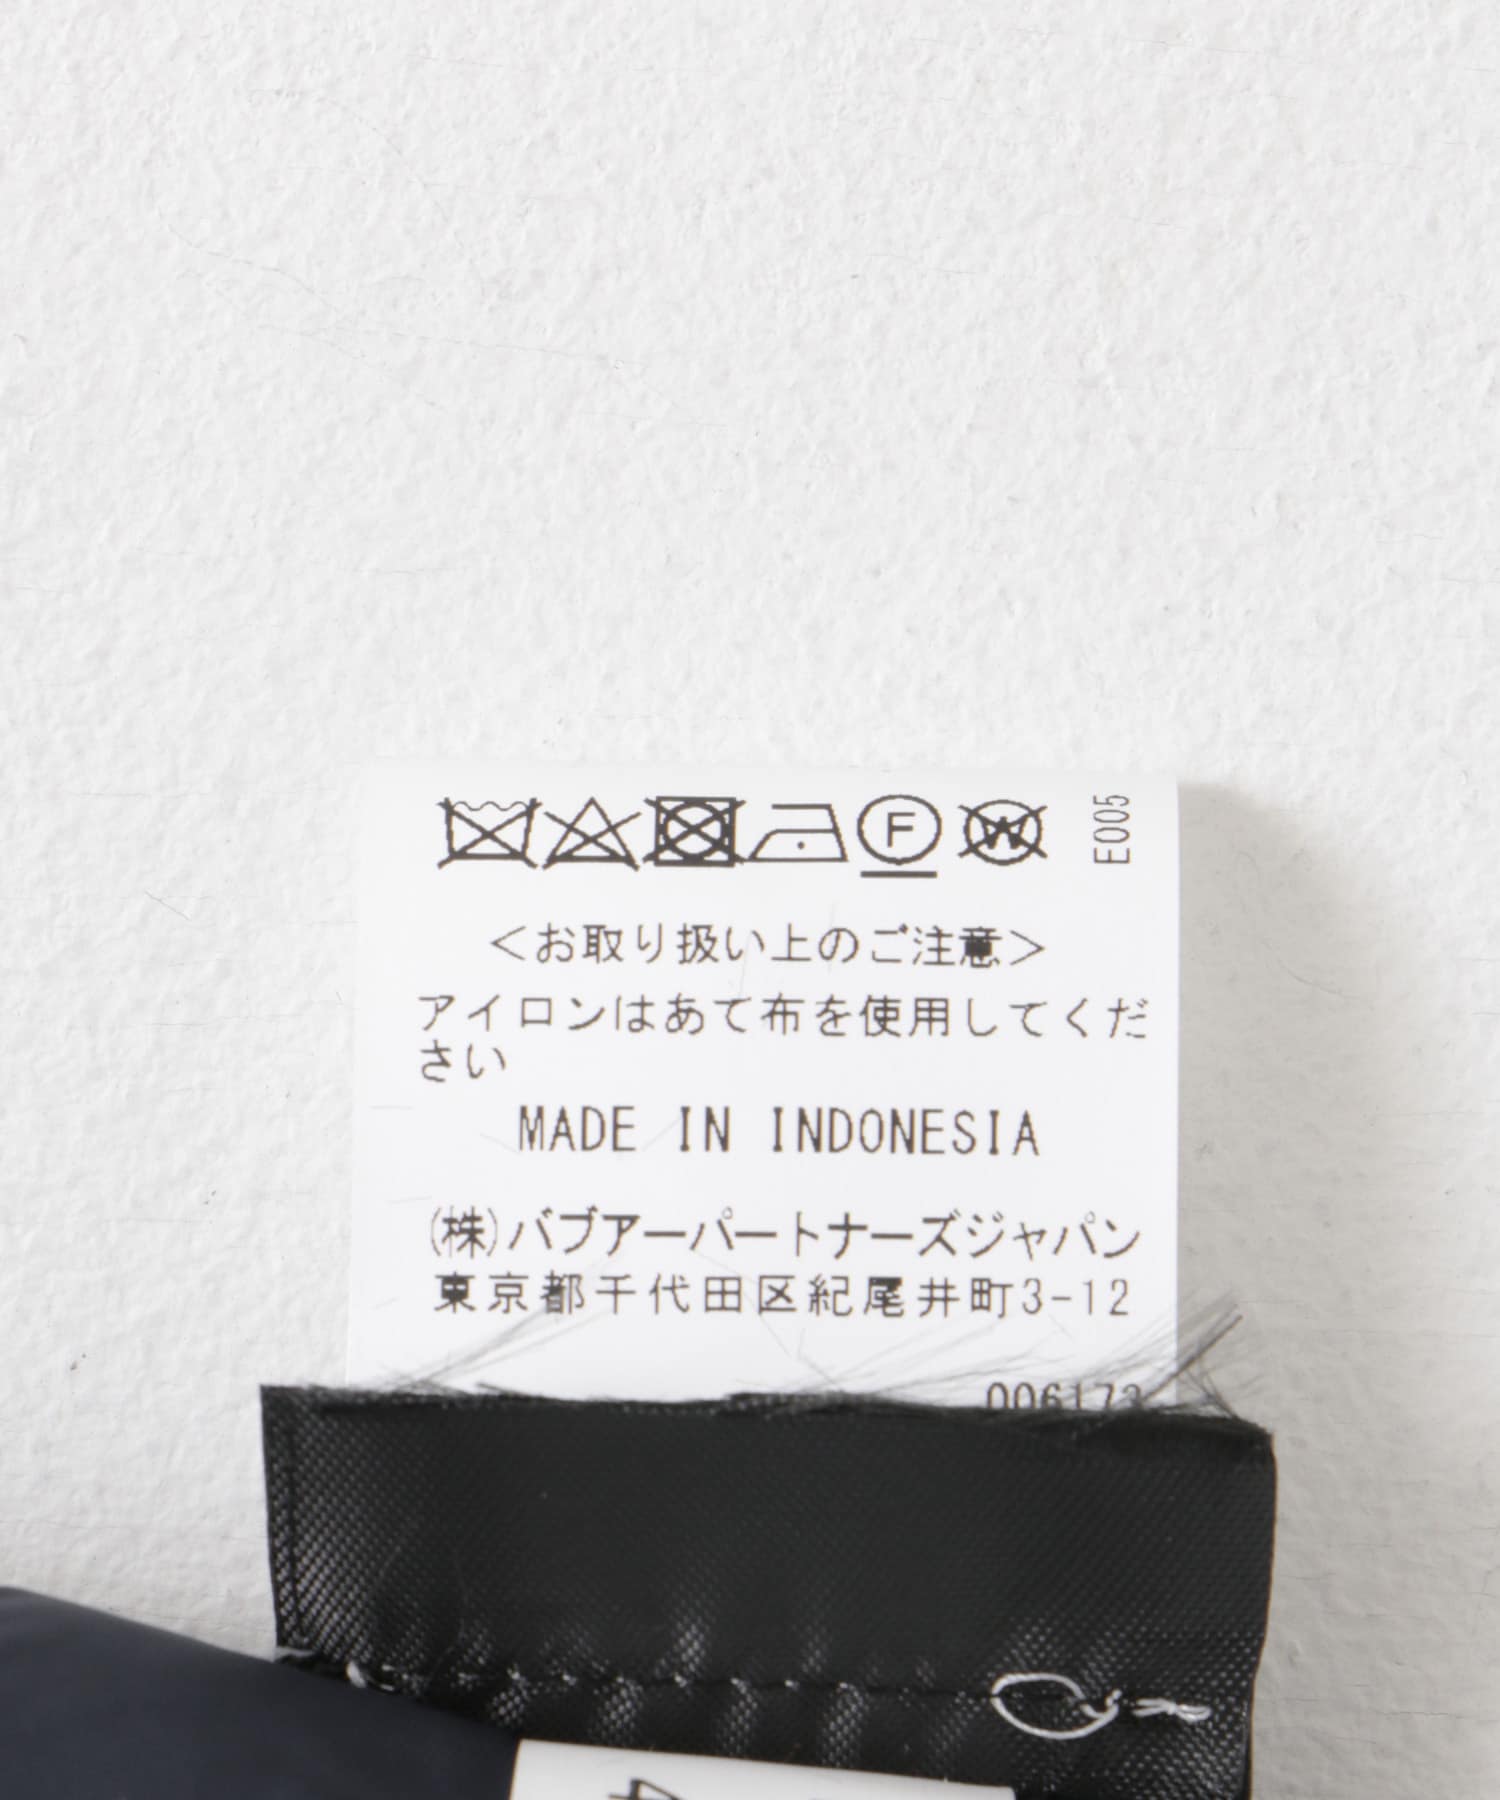 F W E005
<お取り扱い上のご注意>
アイロンはあて布を使用してくだ
さい
MADE IN INDONESIA
(株)バブアーパートナーズジャパン
東京都千代田区紀尾井町3-12